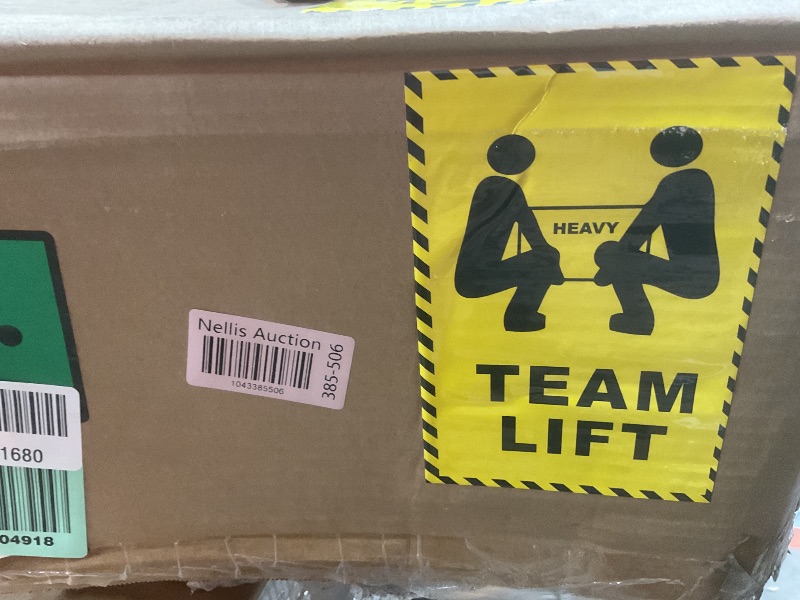 HEAVY
TEAM
LIFT
Nellis Auction
1043385506
385-506
1680
04918